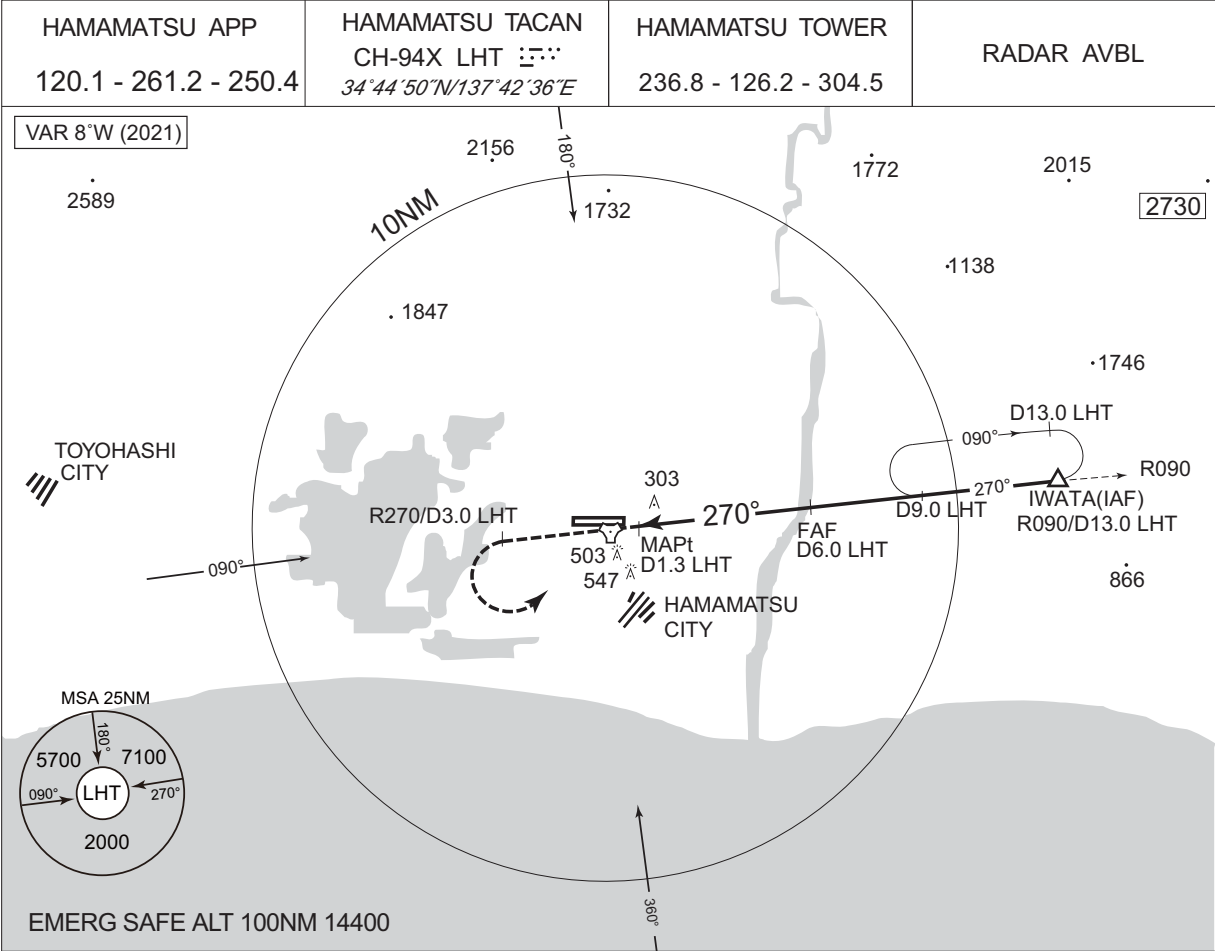 HAMAMATSU APP
120.1 - 261.2 - 250.4
HAMAMATSU TACAN
CH-94X LHT
34°44´50˝N/137°42´36˝E
HAMAMATSU TOWER
236.8 - 126.2 - 304.5
RADAR AVBL
VAR 8°W (2021)
2589
2156
180°
1732
1772
2015
2730
10NM
1138
1847
1746
D13.0 LHT
090°
TOYOHASHI
CITY
303
R090
270°
IWATA(IAF)
R090/D13.0 LHT
D9.0 LHT
R270/D3.0 LHT
270°
FAF
D6.0 LHT
MAPt
D1.3 LHT
503
547
090°
866
HAMAMATSU
CITY
MSA 25NM
180°
5700
7100
090°
LHT
270°
2000
360°
EMERG SAFE ALT 100NM 14400